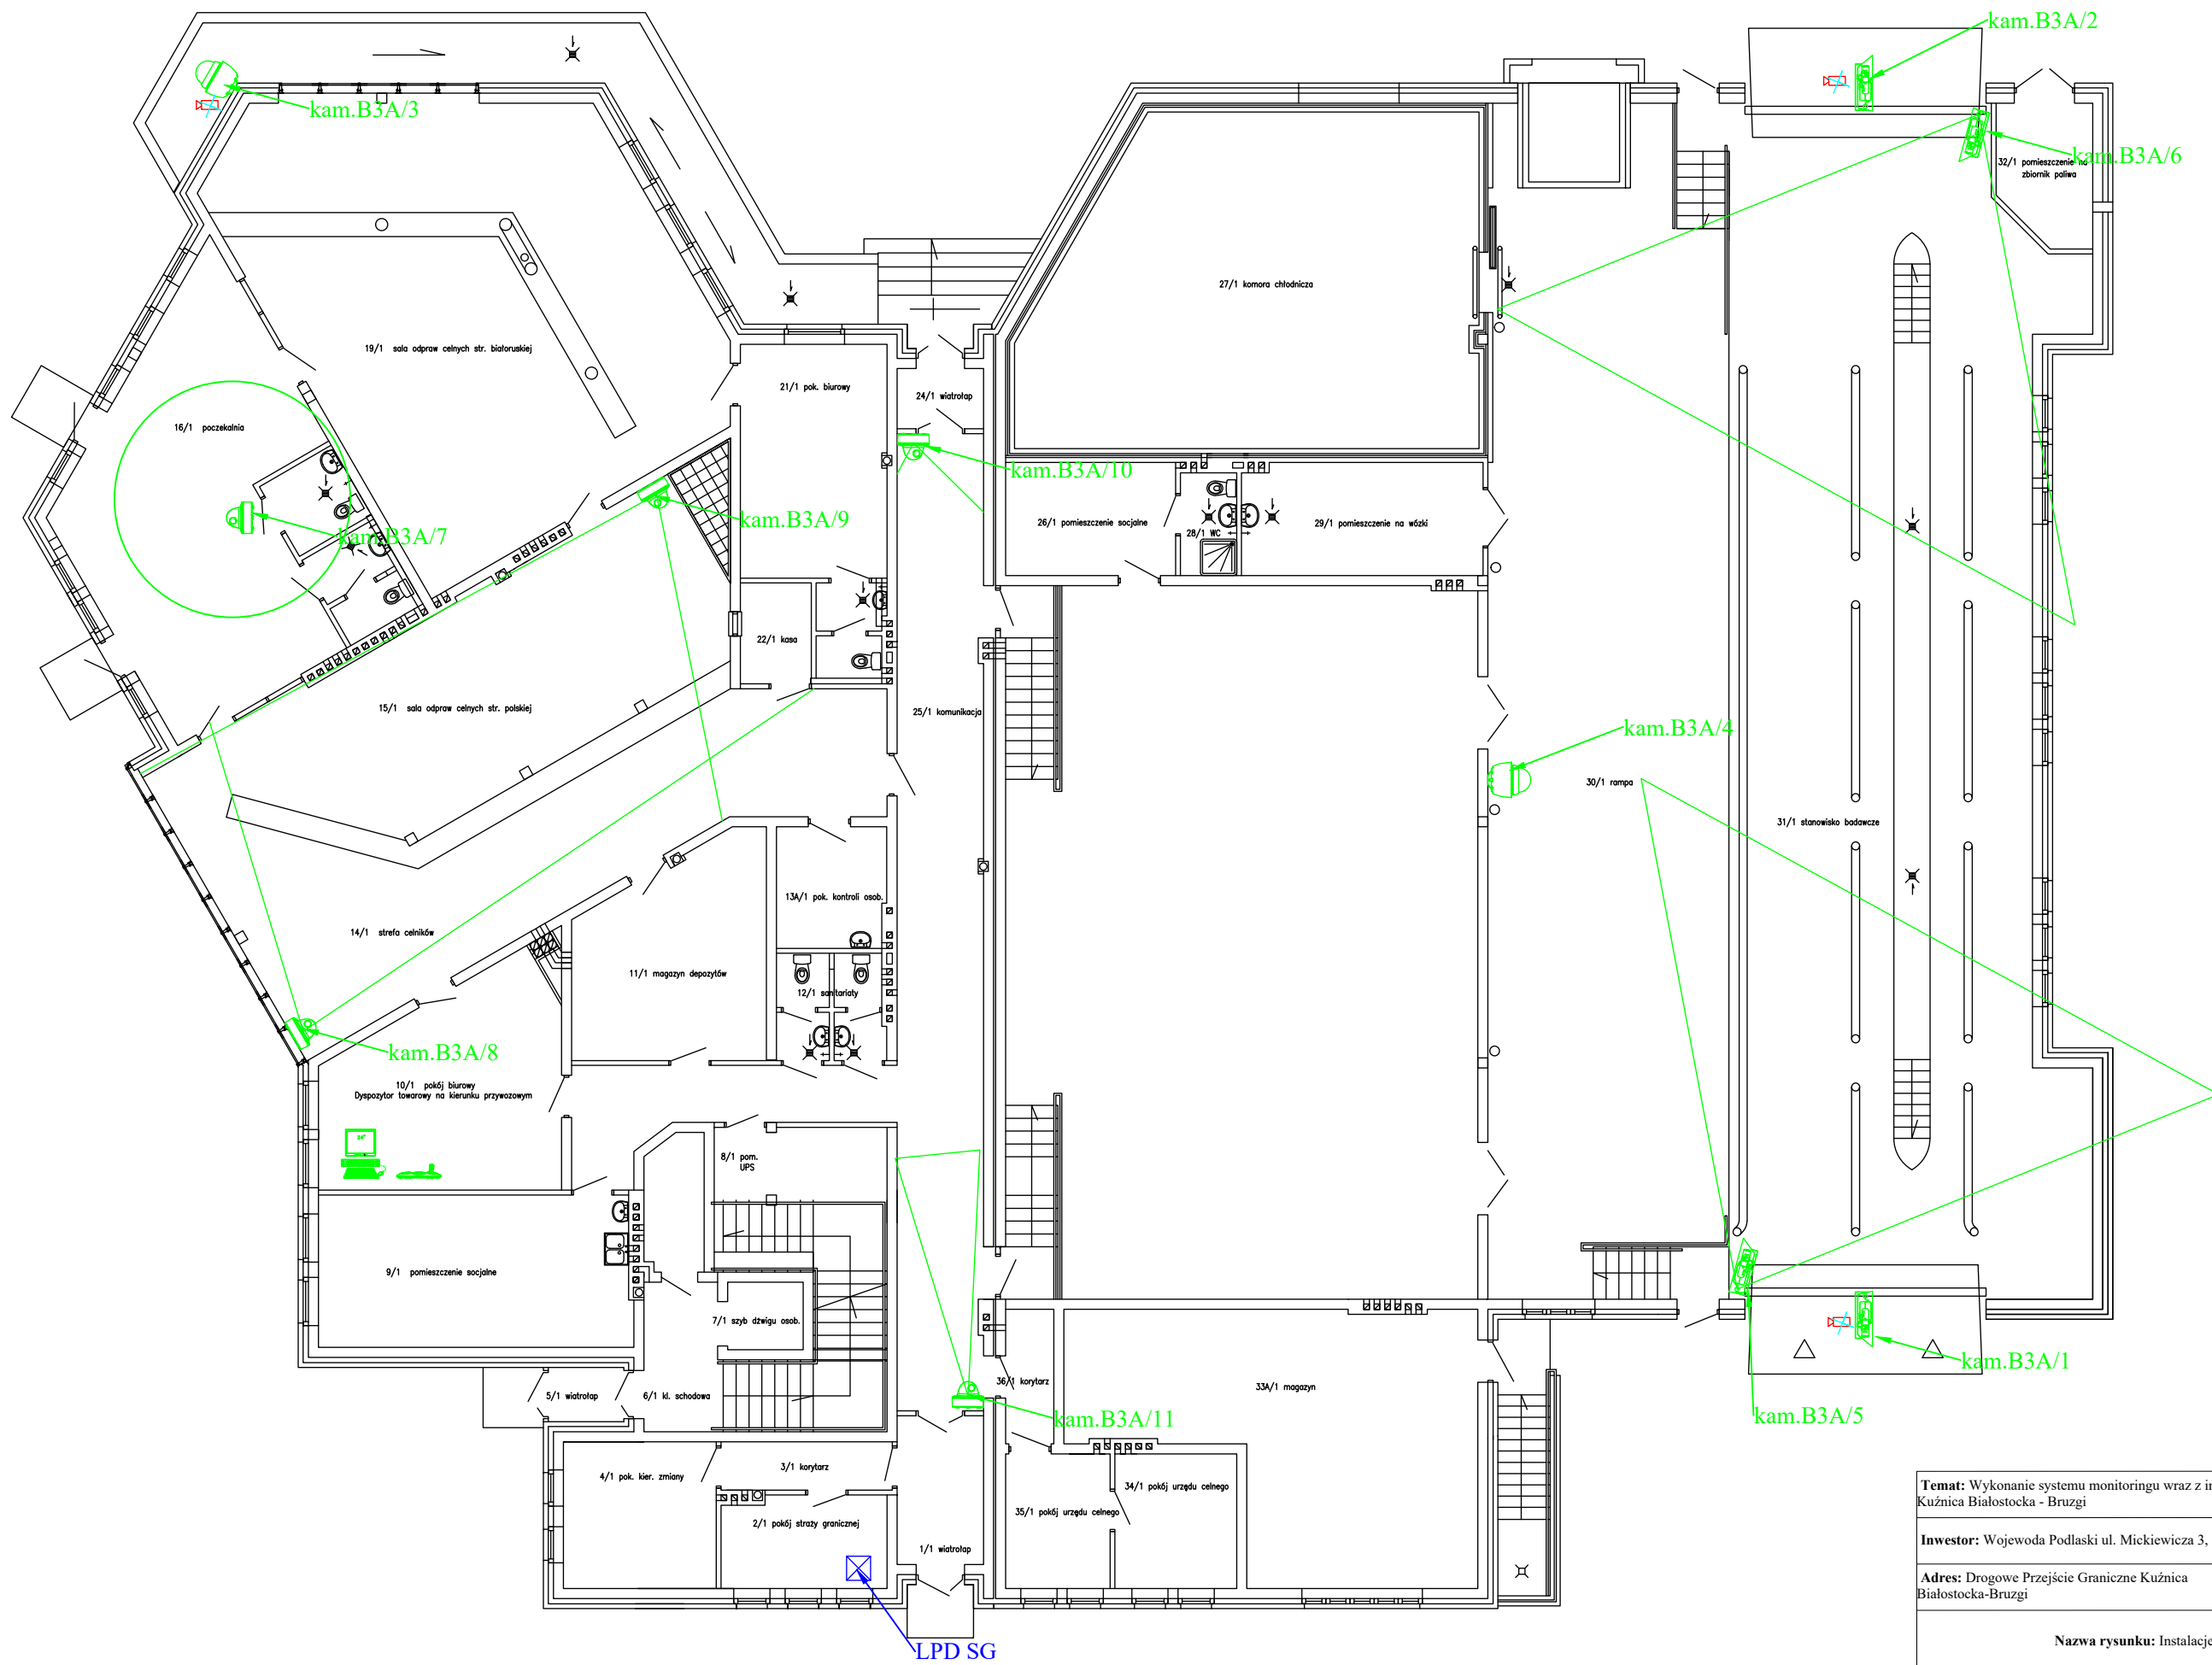 kam.B3A/2
kam.B3A/3
kam.B3A/6
32/1 pomieszczenie na
zbiornik paliwa
27/1 komora chłodnicza
19/1 sala odpraw celnych str. białoruskiej
21/1 pok. biurowy
24/1 wiatrołap
16/1 poczekalnia
kam.B3A/10
kam.B3A/9
kam.B3A/7
26/1 pomieszczenie socjalne
28/1 WC
29/1 pomieszczenie na wózki
22/1 kasa
15/1 sala odpraw celnych str. polskiej
25/1 komunikacja
kam.B3A/4
30/1 rampa
31/1 stanowisko badawcze
13A/1 pok. kontroli osob.
14/1 strefa celników
11/1 magazyn depozytów
12/1 sanitariaty
kam.B3A/8
10/1 pokój biurowy
Dyspozytor towarowy na kierunku przywozowym
24"
8/1 pom.
UPS
9/1 pomieszczenie socjalne
7/1 szyb dźwigu osob.
kam.B3A/1
36/1 korytarz
33A/1 magazyn
5/1 wiatrołap
6/1 kl. schodowa
kam.B3A/11
kam.B3A/5
3/1 korytarz
4/1 pok. kier. zmiany
34/1 pokój urzędu celnego
35/1 pokój urzędu celnego
2/1 pokój straży granicznej
1/1 wiatrołap
LPD SG
Temat: Wykonanie systemu monitoringu wraz z in
Kuźnica Białostocka - Bruzgi
Inwestor: Wojewoda Podlaski ul. Mickiewicza 3,
Adres: Drogowe Przejście Graniczne Kuźnica
Białostocka-Bruzgi
Nazwa rysunku: Instalacje